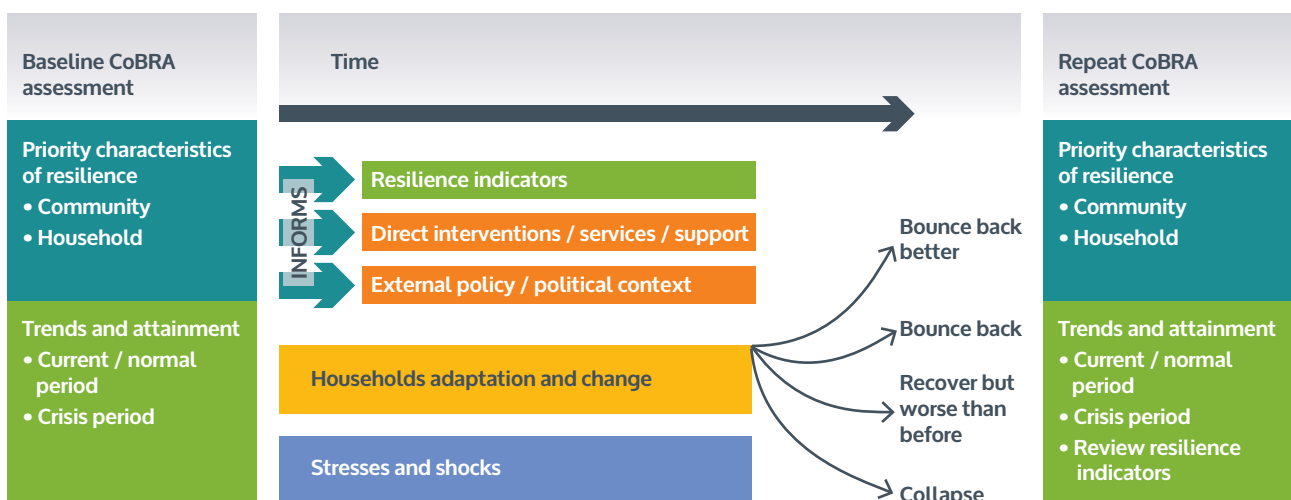 Baseline CoBRA
assessment
Priority characteristics
of resilience
• Community
• Household
Trends and attainment
• Current / normal
period
• Crisis period
Time
INFORMS
Resilience indicators
Direct interventions / services / support
External policy / political context
Households adaptation and change
Stresses and shocks
Bounce back
better
Bounce back
Recover but
worse than
before
Collapse
Repeat CoBRA
assessment
Priority characteristics
of resilience
• Community
• Household
Trends and attainment
• Current / normal
period
• Crisis period
• Review resilience
indicators